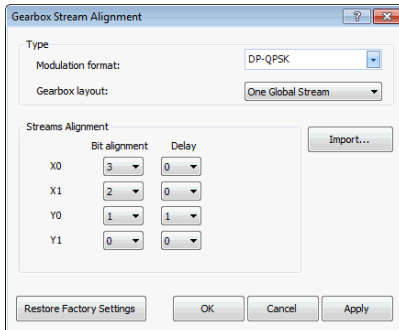 Gearbox Stream Alignment
?
Type
Modulation format: DP-QPSK
Gearbox layout: One Global Stream
Streams Alignment
Import...
Bit alignment Delay
X0 3 0
X1 2 0
Y0 1 1
Y1 0 0
Restore Factory Settings OK Cancel Apply